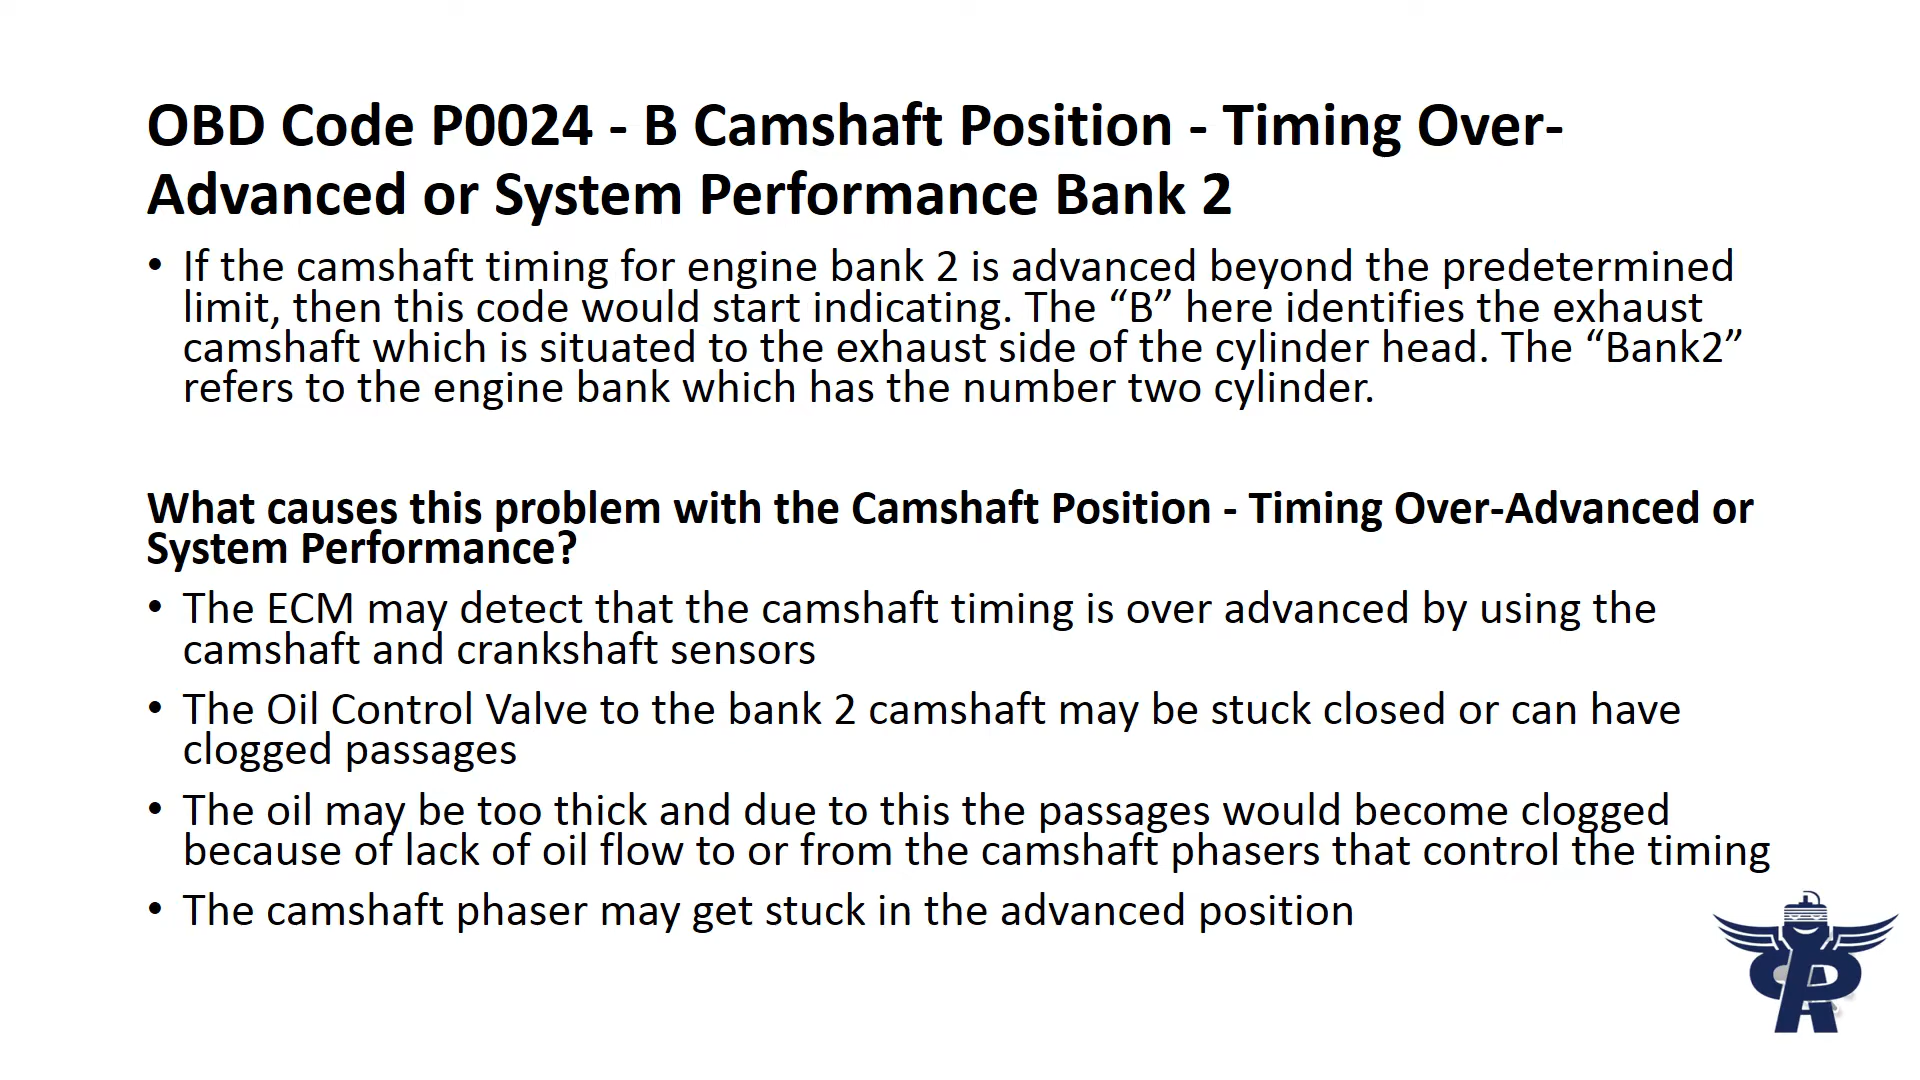 OBD Code P0024 - B Camshaft Position - Timing Over-
Advanced or System Performance Bank 2
• If the camshaft timing for engine bank 2 is advanced beyond the predetermined
limit, then this code would start indicating. The “B” here identifies the exhaust
camshaft which is situated to the exhaust side of the cylinder head. The “Bank2”
refers to the engine bank which has the number two cylinder.
What causes this problem with the Camshaft Position - Timing Over-Advanced or
System Performance?
• The ECM may detect that the camshaft timing is over advanced by using the
camshaft and crankshaft sensors
• The Oil Control Valve to the bank 2 camshaft may be stuck closed or can have
clogged passages
• The oil may be too thick and due to this the passages would become clogged
because of lack of oil flow to or from the camshaft phasers that control the timing
• The camshaft phaser may get stuck in the advanced position